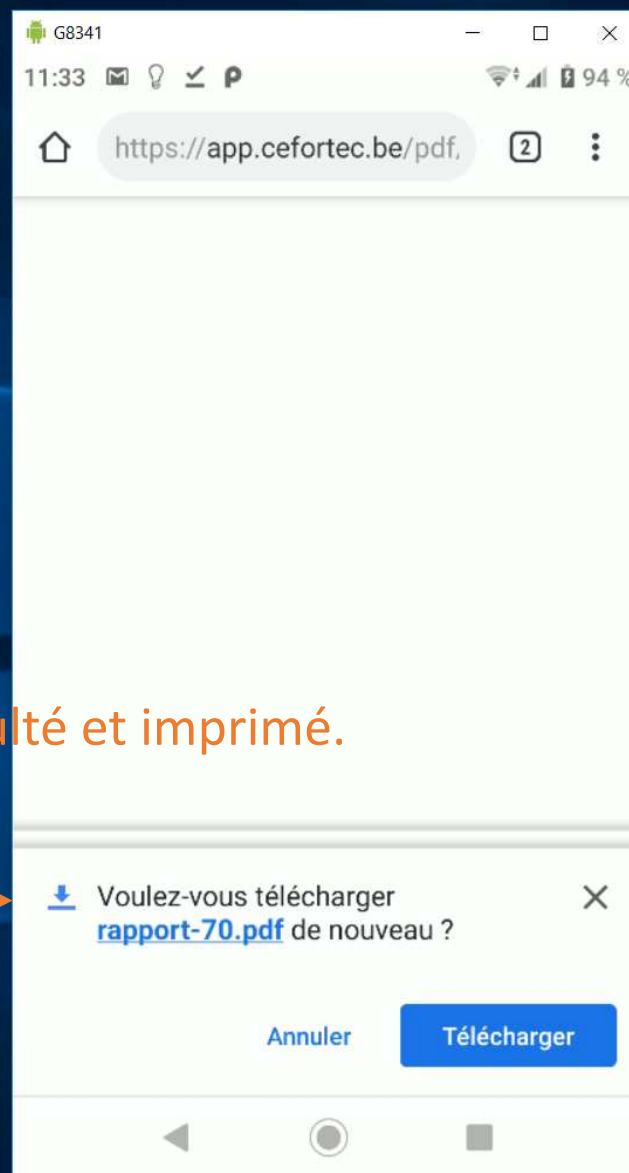 G8341
11:33 94 %
https://app.cefortec.be/pdf,
2
et imprimé.
Voulez-vous télécharger
rapport-70.pdf de nouveau ?
Annuler Télécharger